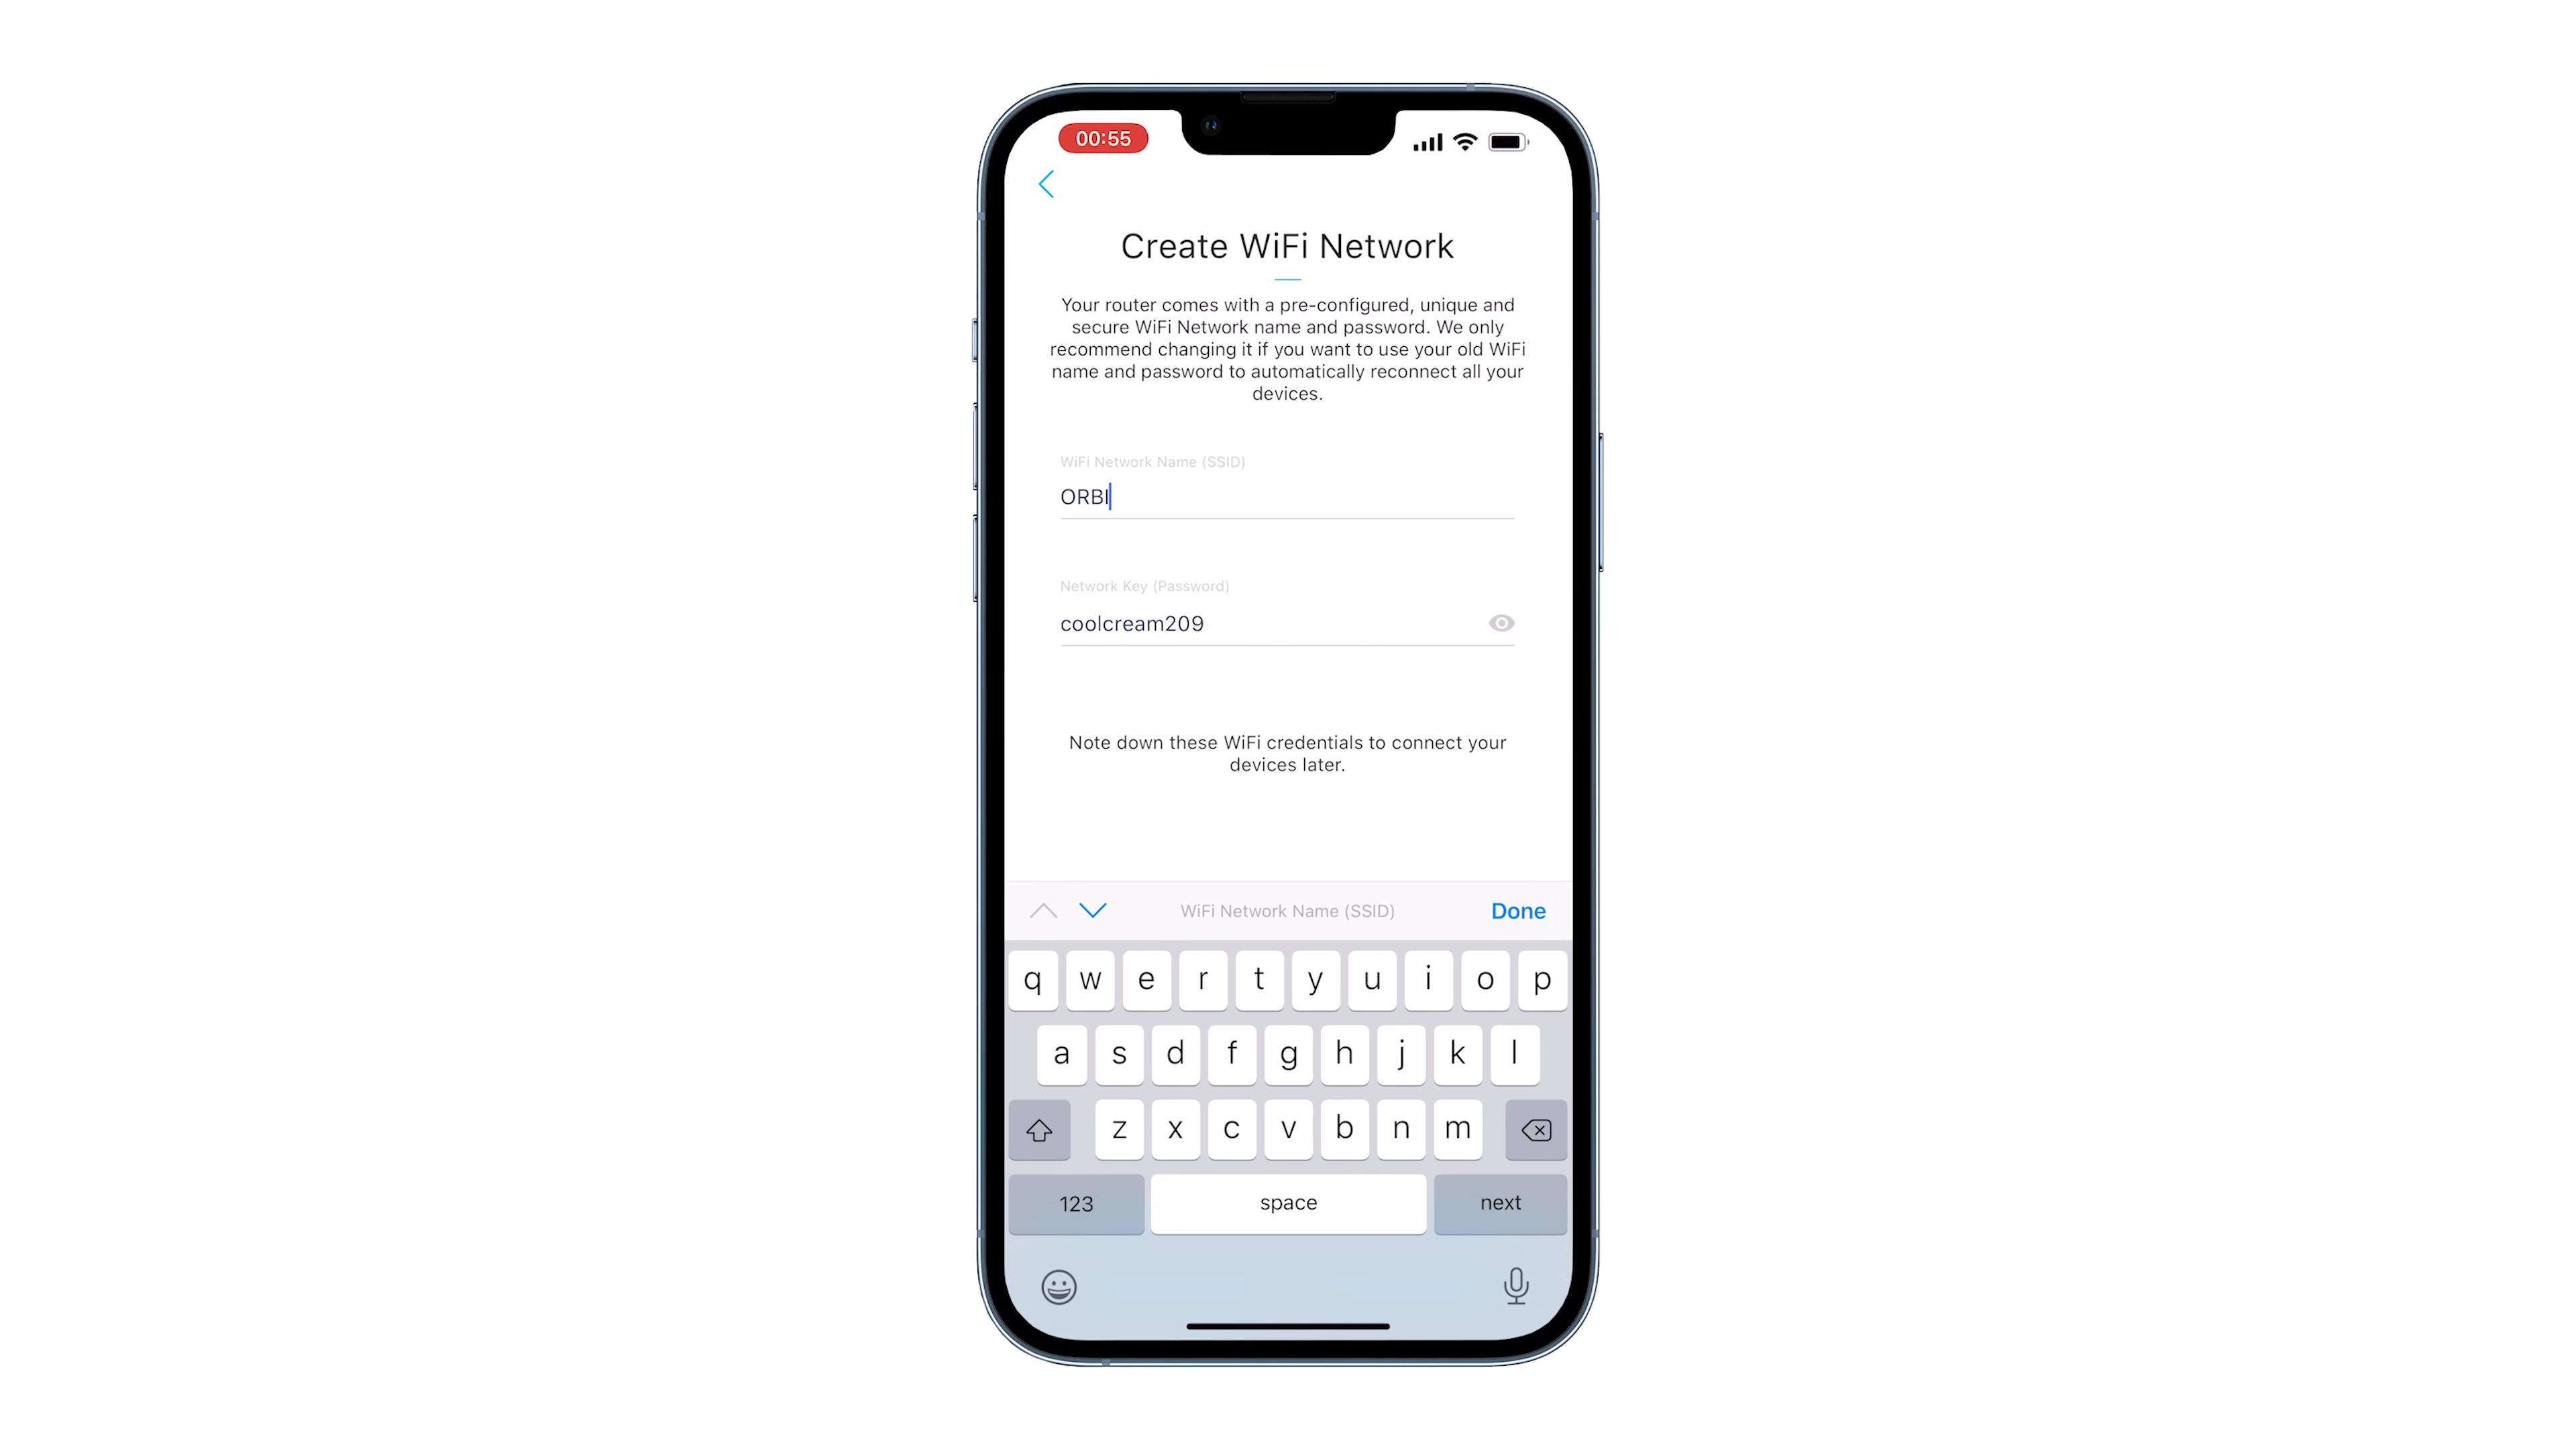 00:55
Create WiFi Network
Your router comes with a pre-configured, unique and
secure WiFi Network name and password. We only
recommend changing it if you want to use your old WiFi
name and password to automatically reconnect all your
devices.
WiFi Network Name (SSID)
ORBI
Network Key (Password)
coolcream209
Note down these WiFi credentials to connect your
devices later.
WiFi Network Name (SSID) Done
q w e r t y u i o p
a s d f g h j k l
z x c v b n m
123 space next